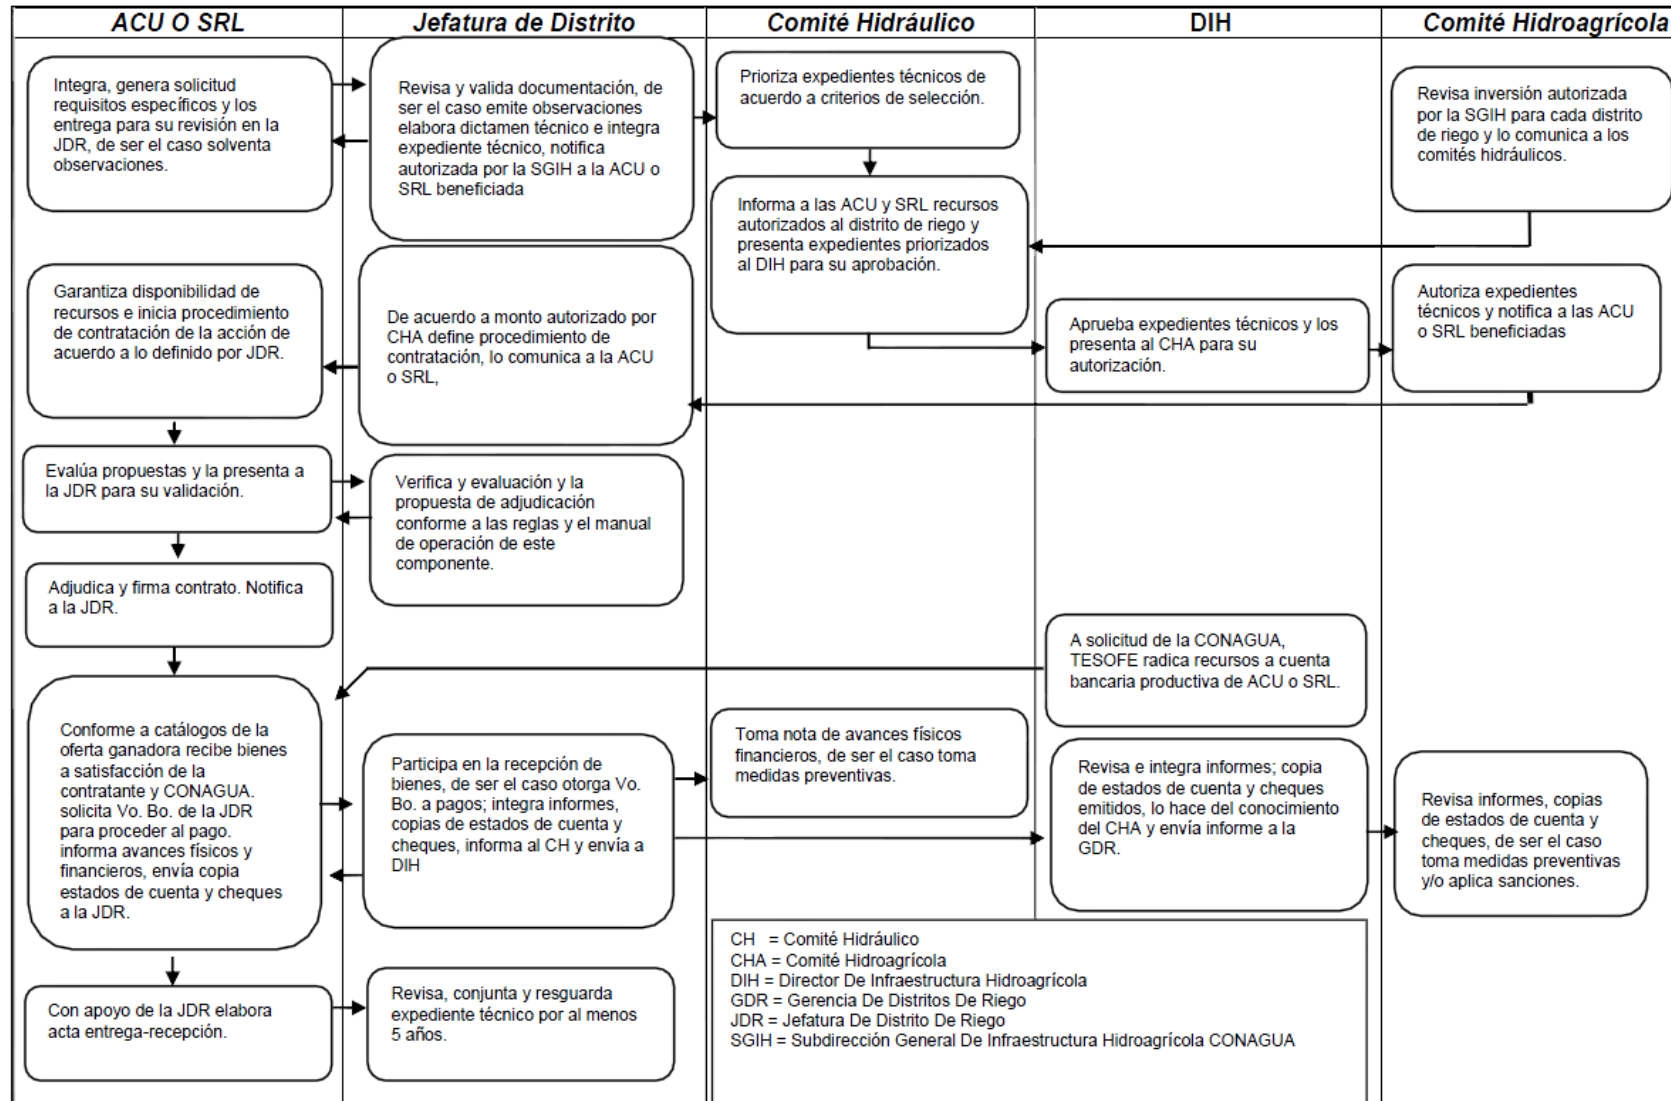 ACU O SRL
Jefatura de Distrito
Comité Hidráulico
DIH
Comité Hidroagrícola
Integra, genera solicitud
requisitos específicos y los
entrega para su revisión en la
JDR, de ser el caso solventa
observaciones.
Revisa y valida documentación, de
ser el caso emite observaciones
elabora dictamen técnico e integra
expediente técnico, notifica
autorizada por la SGIH a la ACU o
SRL beneficiada
Prioriza expedientes técnicos de
acuerdo a criterios de selección.
Revisa inversión autorizada
por la SGIH para cada distrito
de riego y lo comunica a los
comités hidráulicos.
Informa a las ACU y SRL recursos
autorizados al distrito de riego y
presenta expedientes priorizados
al DIH para su aprobación.
Garantiza disponibilidad de
recursos e inicia procedimiento
de contratación de la acción de
acuerdo a lo definido por JDR.
De acuerdo a monto autorizado por
CHA define procedimiento de
contratación, lo comunica a la ACU
o SRL,
Aprueba expedientes técnicos y los
presenta al CHA para su
autorización.
Autoriza expedientes
técnicos y notifica a las ACU
o SRL beneficiadas
Evalúa propuestas y la presenta a
la JDR para su validación.
Verifica y evaluación y la
propuesta de adjudicación
conforme a las reglas y el manual
de operación de este
componente.
Adjudica y firma contrato. Notifica
a la JDR.
A solicitud de la CONAGUA,
TESOFE radica recursos a cuenta
bancaria productiva de ACU o SRL.
Conforme a catálogos de la
oferta ganadora recibe bienes
a satisfacción de la
contratante y CONAGUA.
solicita Vo. Bo. de la JDR
para proceder al pago.
informa avances físicos y
financieros, envía copia
estados de cuenta y cheques
a la JDR.
Participa en la recepción de
bienes, de ser el caso otorga Vo.
Bo. a pagos; integra informes,
copias de estados de cuenta y
cheques, informa al CH y envía a
DIH
Toma nota de avances físicos
financieros, de ser el caso toma
medidas preventivas.
Revisa e integra informes; copia
de estados de cuenta y cheques
emitidos, lo hace del conocimiento
del CHA y envía informe a la
GDR.
Revisa informes, copias
de estados de cuenta y
cheques, de ser el caso
toma medidas preventivas
y/o aplica sanciones.
Con apoyo de la JDR elabora
acta entrega-recepción.
Revisa, conjunta y resguarda
expediente técnico por al menos
5 años.
CH = Comité Hidráulico
CHA = Comité Hidroagrícola
DIH = Director De Infraestructura Hidroagrícola
GDR = Gerencia De Distritos De Riego
JDR = Jefatura De Distrito De Riego
SGIH = Subdirección General De Infraestructura Hidroagrícola CONAGUA